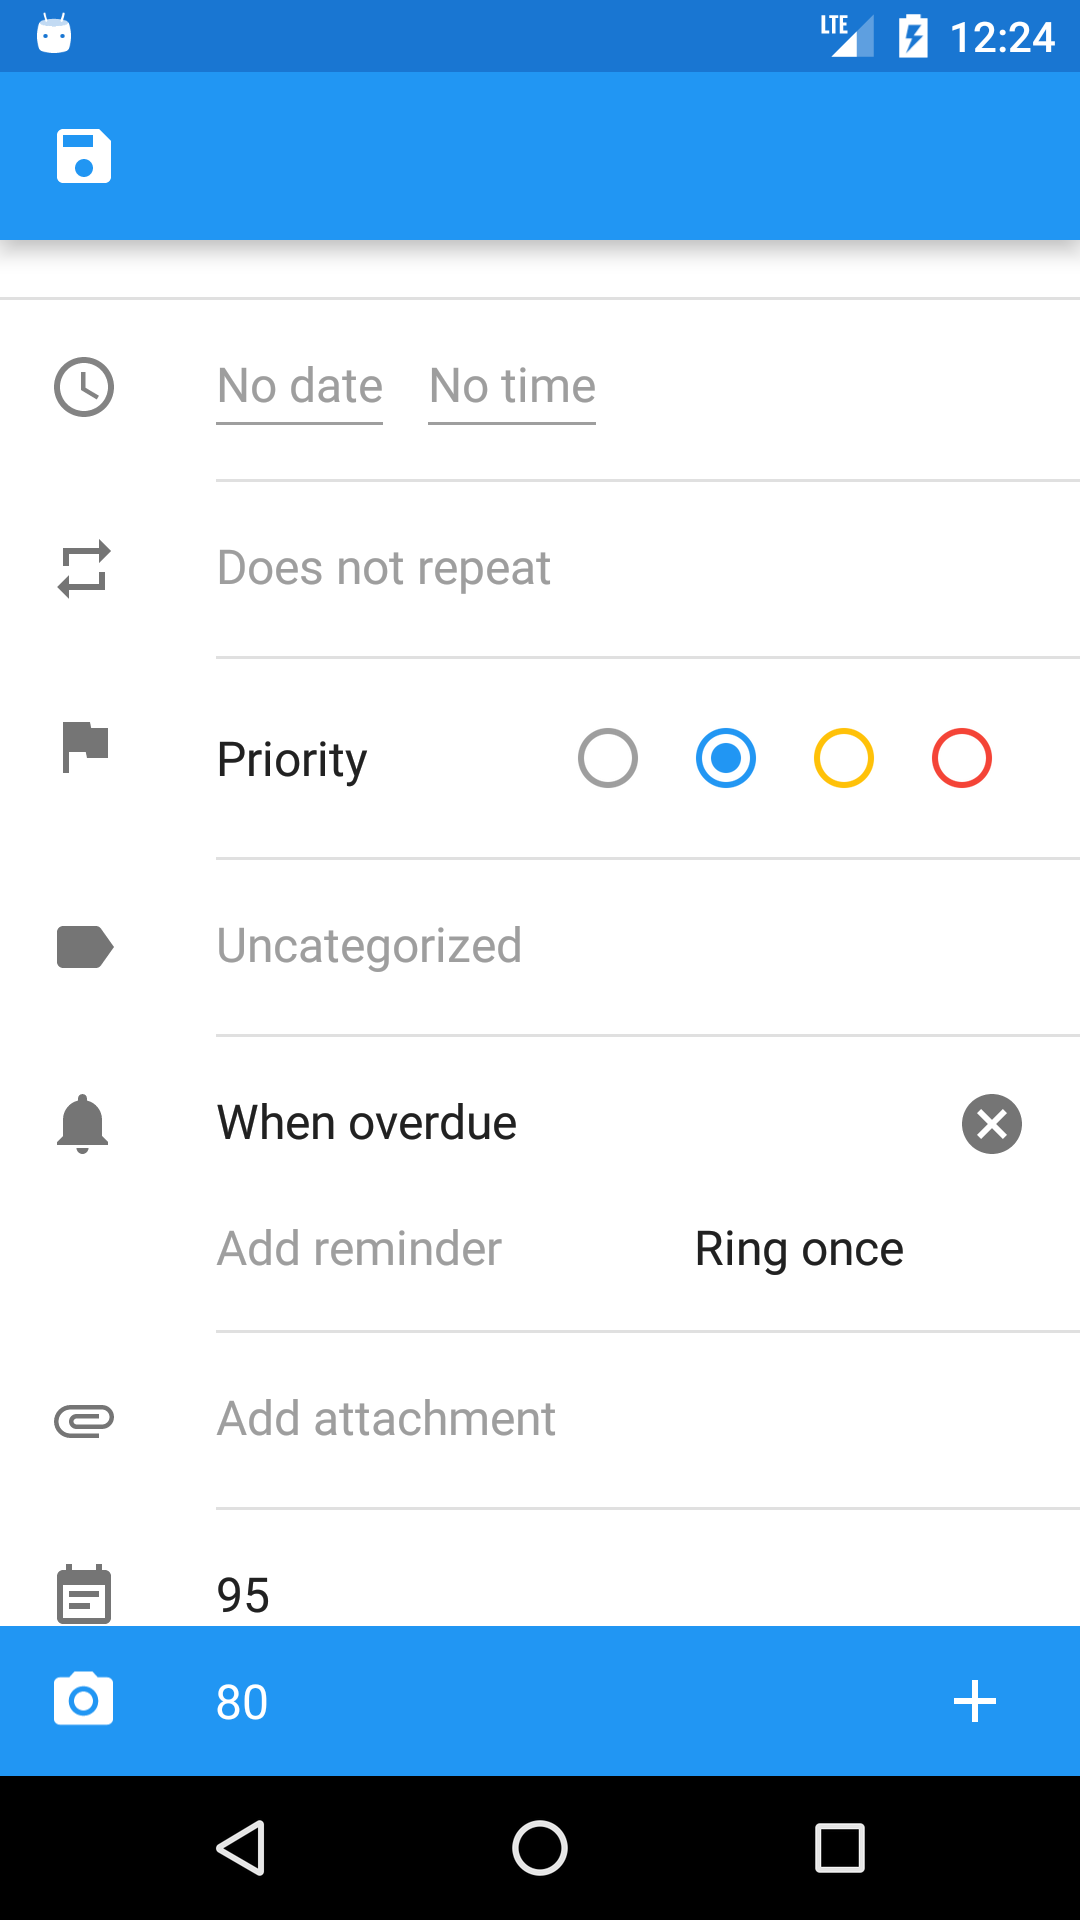 LTE 12:24
No date No time
Does not repeat
Priority
Uncategorized
When overdue
Add reminder Ring once
Add attachment
95
80